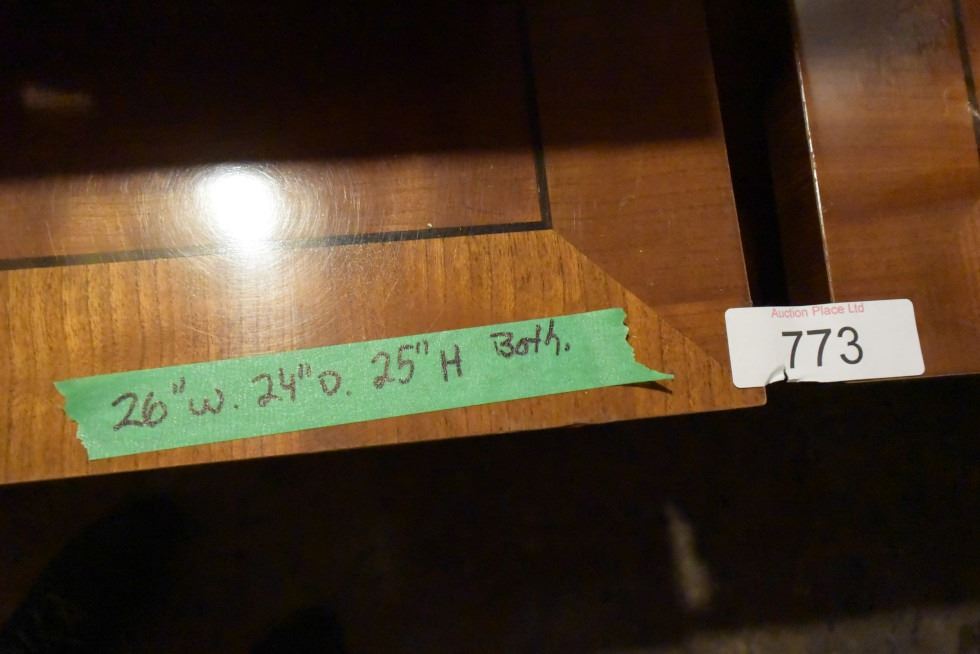 26"W. 24"D. 25"H Both.
Auction Place Ltd
773